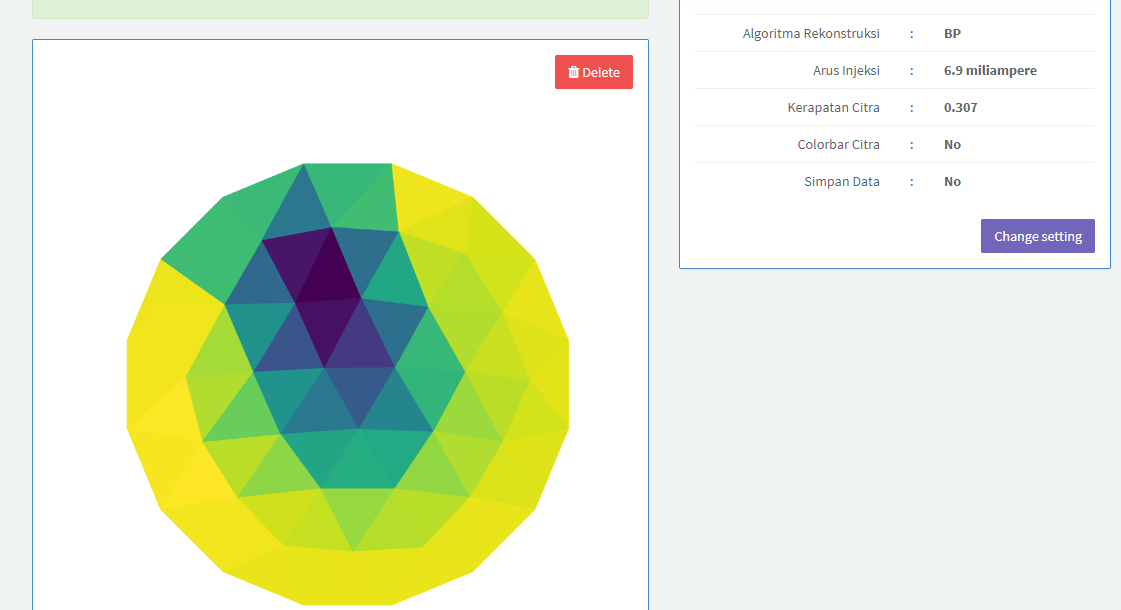 Delete
Algoritma Rekonstruksi : BP
Arus Injeksi : 6.9 miliampere
Kerapatan Citra : 0.307
Colorbar Citra : No
Simpan Data : No
Change setting